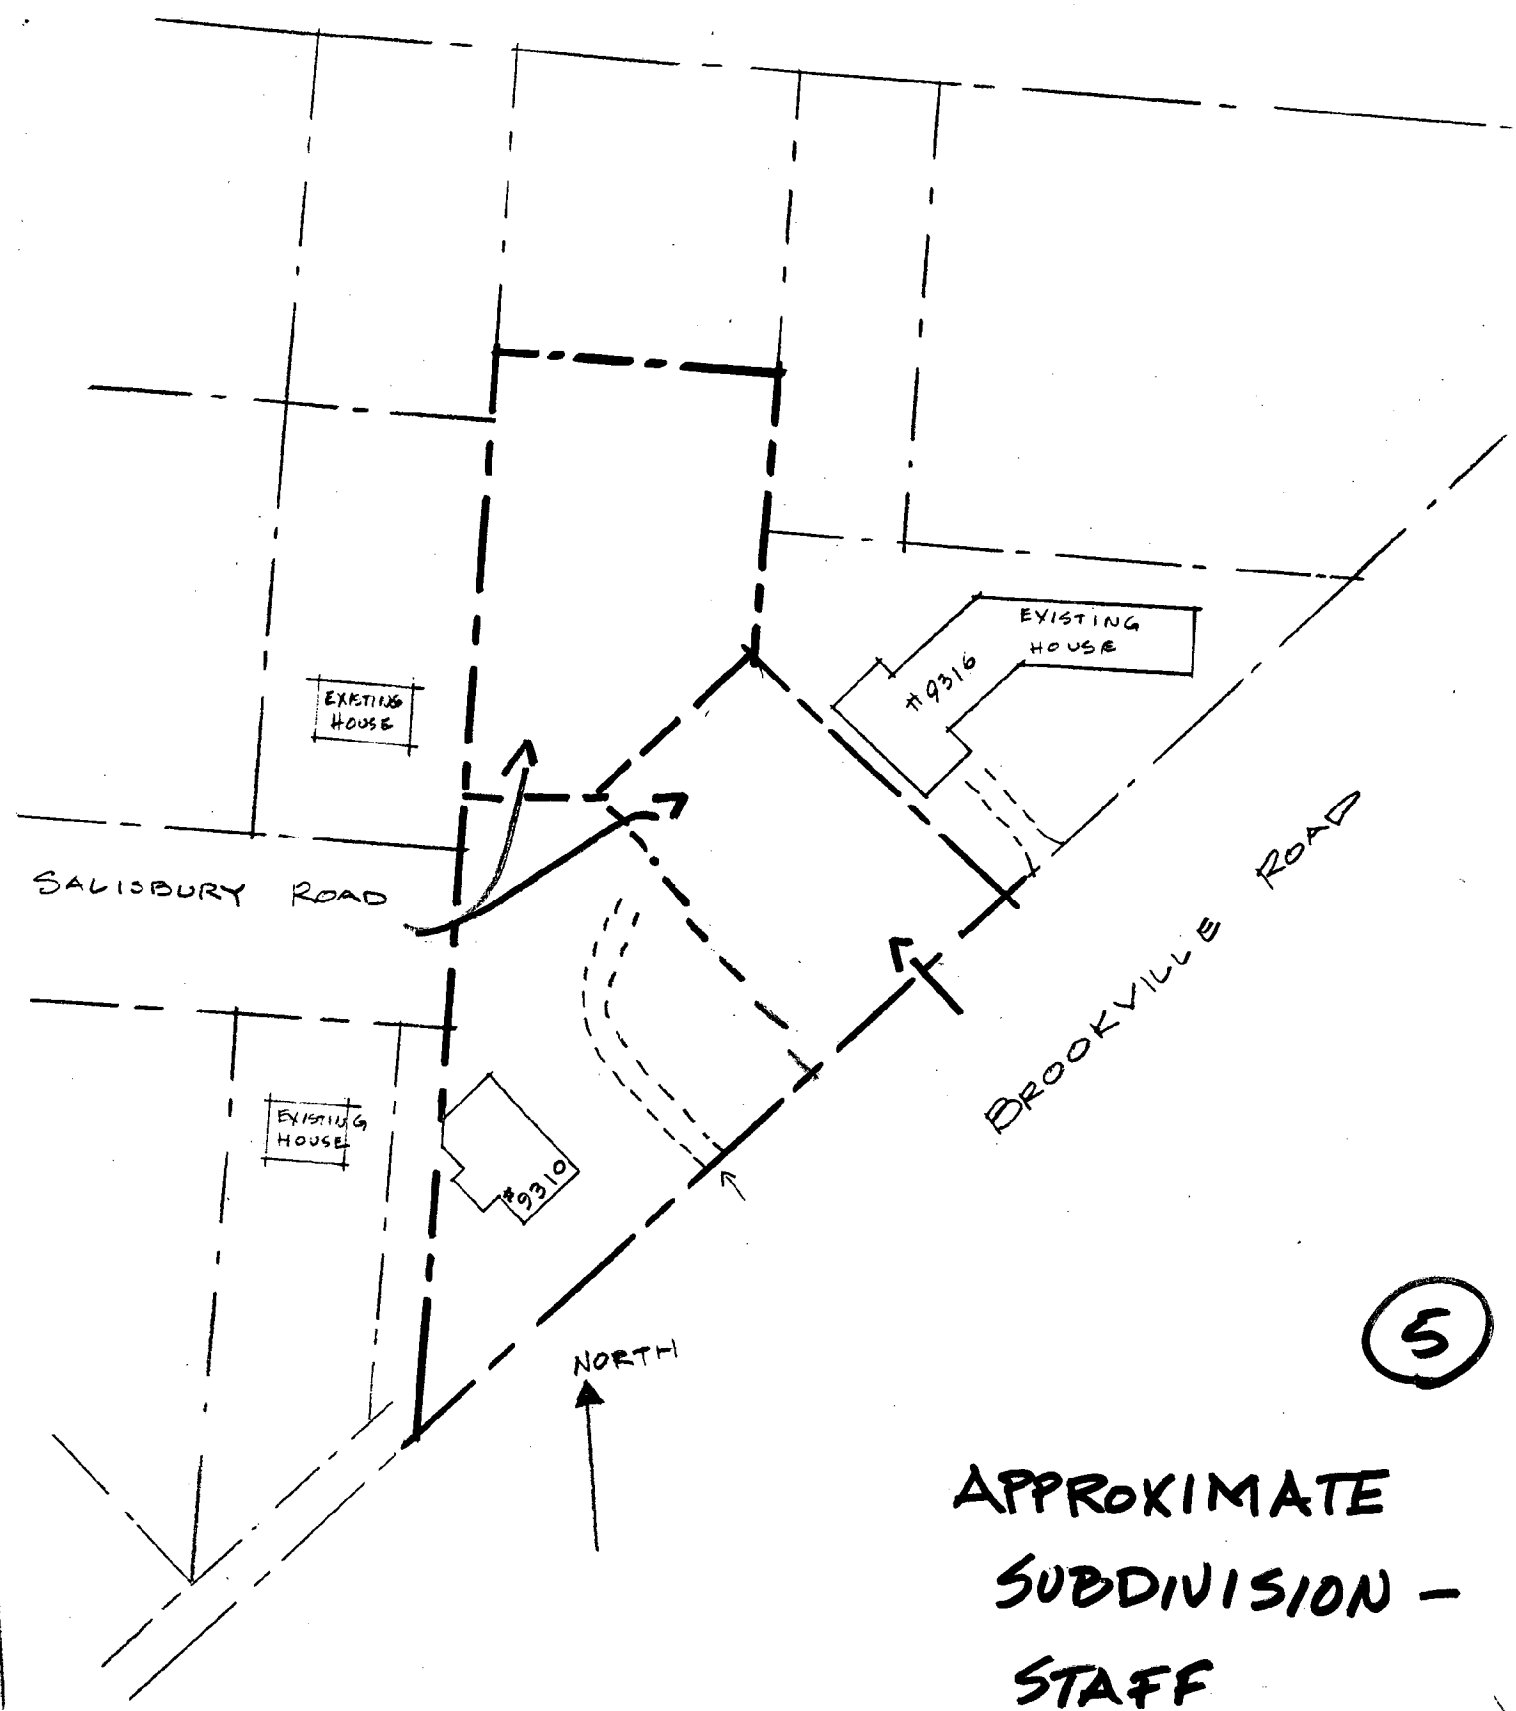 EXISTING
HOUSE
#9316
EXISTING
HOUSE
ROAD
BROOKVILLE
SALISBURY ROAD
EXISTING
HOUSE
#9310
NORTH
5
APPROXIMATE
SUBDIVISION -
STAFF